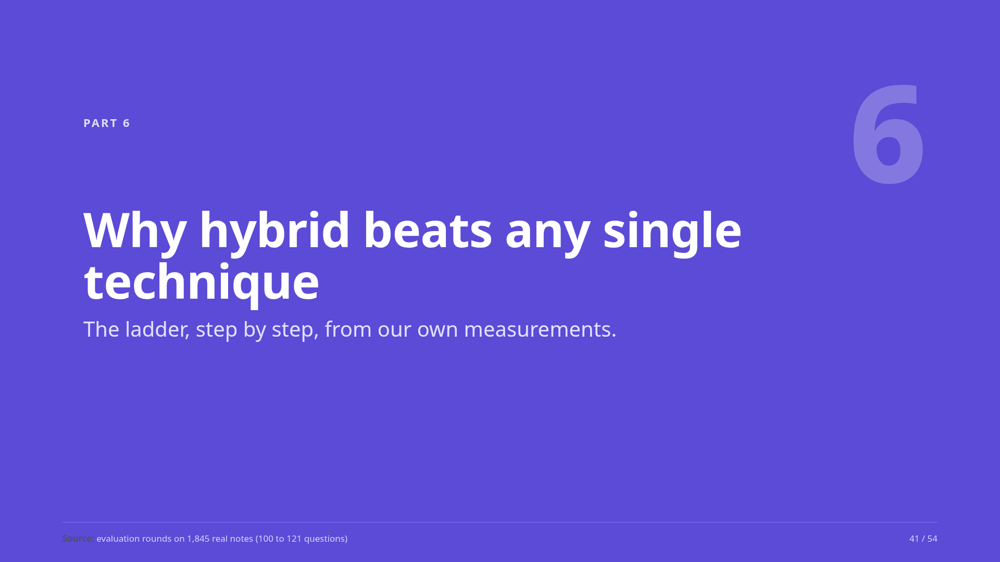 PART 6
6
Why hybrid beats any single
technique
The ladder, step by step, from our own measurements.
Source: evaluation rounds on 1,845 real notes (100 to 121 questions)
41 / 54